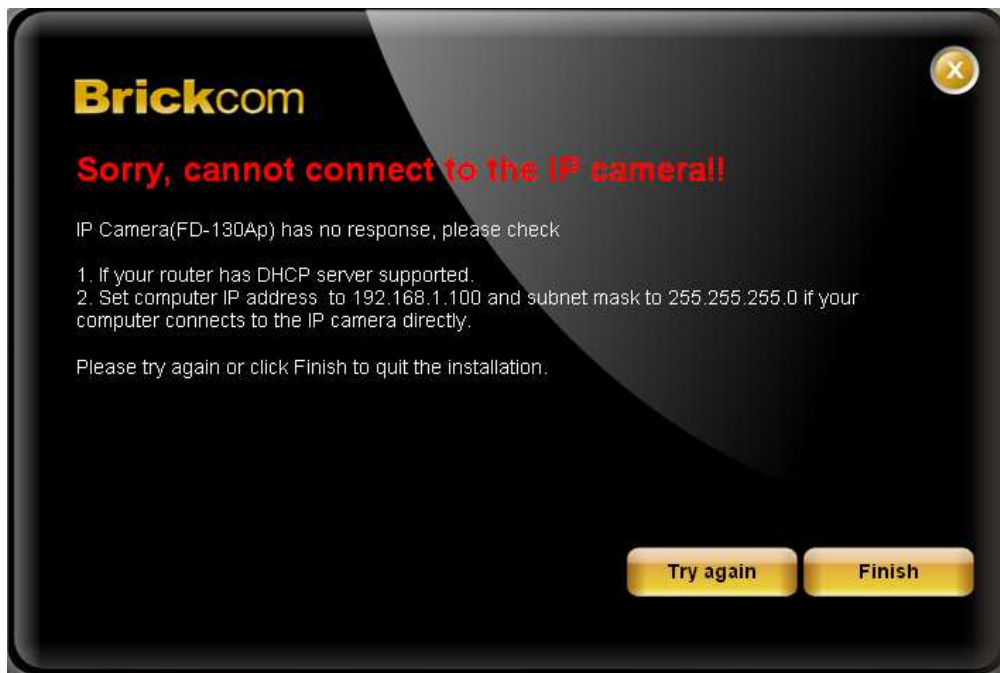 X
Brickcom
Sorry, cannot connect to the IP camera!!
IP Camera(FD-130Ap) has no response, please check
1. If your router has DHCP server supported.
2. Set computer IP address  to 192.168.1.100 and subnet mask to 255.255.255.0 if your
computer connects to the IP camera directly.
Please try again or click Finish to quit the installation.
Try again
Finish